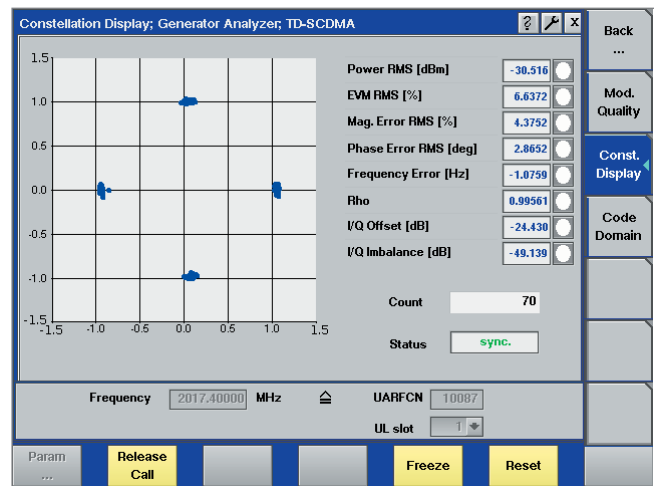 Constellation Display; Generator Analyzer; TD-SCDMA
? X
Back
...
Mod.
Quality
Const.
Display
Code
Domain
1.5
1.0
0.5
0.0
-0.5
-1.0
-1.5
-1.5 -1.0 -0.5 0.0 0.5 1.0 1.5
Power RMS [dBm] -30.516
EVM RMS [%] 6.6372
Mag. Error RMS [%] 4.3752
Phase Error RMS [deg] 2.8652
Frequency Error [Hz] -1.0759
Rho 0.99561
I/Q Offset [dB] -24.430
I/Q Imbalance [dB] -49.139
Count 70
Status sync.
Frequency 2017.40000 MHz ≙ UARFCN 10087
UL slot 1
Param
...
Release
Call
Freeze
Reset